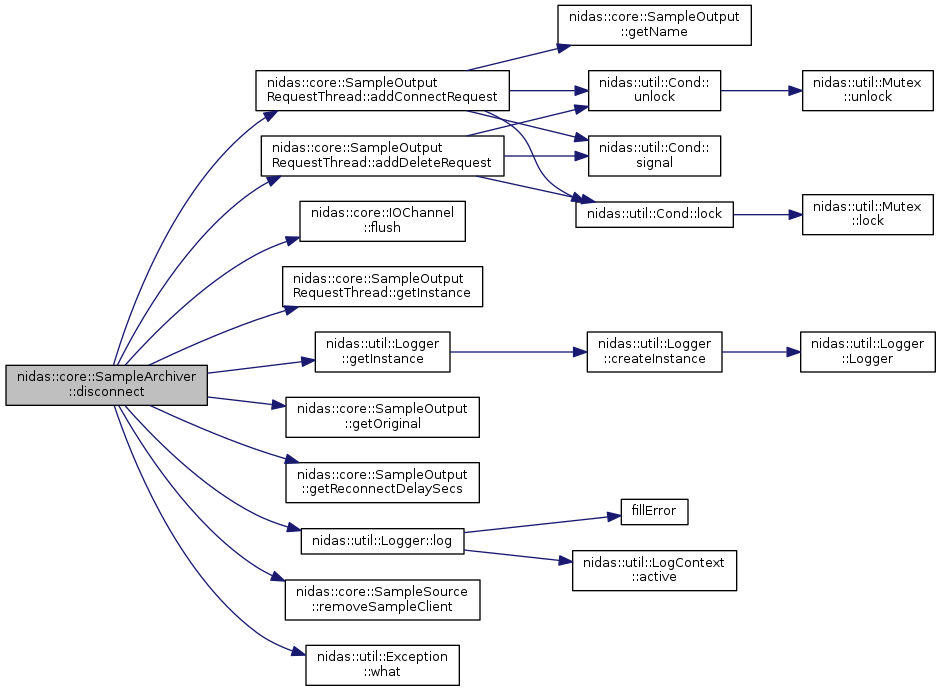 nidas::core::SampleOutput
::getName
nidas::core::SampleOutput
RequestThread::addConnectRequest
nidas::util::Cond::
unlock
nidas::util::Mutex
::unlock
nidas::core::SampleOutput
RequestThread::addDeleteRequest
nidas::util::Cond::
signal
nidas::core::IOChannel
::flush
nidas::util::Cond::lock
nidas::util::Mutex
::lock
nidas::core::SampleOutput
RequestThread::getInstance
nidas::util::Logger
::getInstance
nidas::util::Logger
::createInstance
nidas::util::Logger
::Logger
nidas::core::SampleArchiver
::disconnect
nidas::core::SampleOutput
::getOriginal
nidas::core::SampleOutput
::getReconnectDelaySecs
fillError
nidas::util::Logger::log
nidas::util::LogContext
::active
nidas::core::SampleSource
::removeSampleClient
nidas::util::Exception
::what